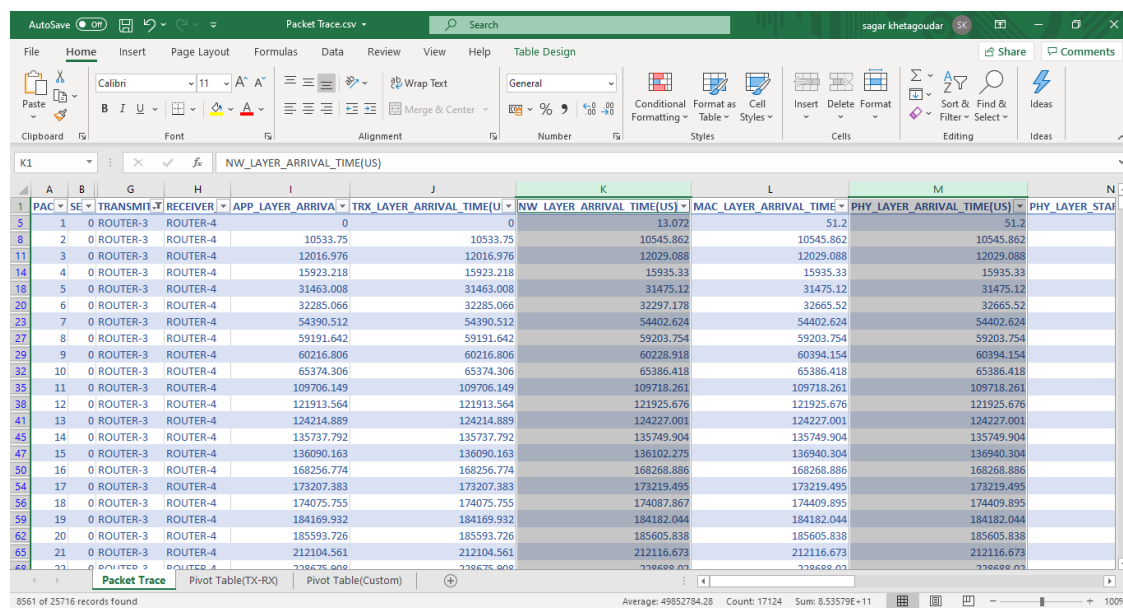 AutoSave Off Packet Trace.csv Search sagar khetagoudar SK
File Home Insert Page Layout Formulas Data Review View Help Table Design Share Comments
Paste Calibri 11 A A Wrap Text General Conditional Formatting Format as Table Cell Styles Insert Delete Format Sort & Filter Find & Select Ideas
B I U A Merge & Center % 9
Clipboard Font Alignment Number Styles Cells Editing Ideas
K1 fx NW_LAYER_ARRIVAL_TIME(US)
A B G H I J K L M N
1 PAC SE TRANSMIT RECEIVER APP_LAYER_ARRIVA TRX_LAYER_ARRIVAL_TIME(U NW_LAYER_ARRIVAL_TIME(US) MAC_LAYER_ARRIVAL_TIME PHY_LAYER_ARRIVAL_TIME(US) PHY_LAYER_STAR
5 1 0 ROUTER-3 ROUTER-4 0 0 13.072 51.2 51.2
8 2 0 ROUTER-3 ROUTER-4 10533.75 10533.75 10545.862 10545.862 10545.862
11 3 0 ROUTER-3 ROUTER-4 12016.976 12016.976 12029.088 12029.088 12029.088
14 4 0 ROUTER-3 ROUTER-4 15923.218 15923.218 15935.33 15935.33 15935.33
18 5 0 ROUTER-3 ROUTER-4 31463.008 31463.008 31475.12 31475.12 31475.12
20 6 0 ROUTER-3 ROUTER-4 32285.066 32285.066 32297.178 32665.52 32665.52
23 7 0 ROUTER-3 ROUTER-4 54390.512 54390.512 54402.624 54402.624 54402.624
27 8 0 ROUTER-3 ROUTER-4 59191.642 59191.642 59203.754 59203.754 59203.754
29 9 0 ROUTER-3 ROUTER-4 60216.806 60216.806 60228.918 60394.154 60394.154
32 10 0 ROUTER-3 ROUTER-4 65374.306 65374.306 65386.418 65386.418 65386.418
35 11 0 ROUTER-3 ROUTER-4 109706.149 109706.149 109718.261 109718.261 109718.261
38 12 0 ROUTER-3 ROUTER-4 121913.564 121913.564 121925.676 121925.676 121925.676
41 13 0 ROUTER-3 ROUTER-4 124214.889 124214.889 124227.001 124227.001 124227.001
45 14 0 ROUTER-3 ROUTER-4 135737.792 135737.792 135749.904 135749.904 135749.904
47 15 0 ROUTER-3 ROUTER-4 136090.163 136090.163 136102.275 136940.304 136940.304
50 16 0 ROUTER-3 ROUTER-4 168256.774 168256.774 168268.886 168268.886 168268.886
54 17 0 ROUTER-3 ROUTER-4 173207.383 173207.383 173219.495 173219.495 173219.495
56 18 0 ROUTER-3 ROUTER-4 174075.755 174075.755 174087.867 174409.895 174409.895
59 19 0 ROUTER-3 ROUTER-4 184169.932 184169.932 184182.044 184182.044 184182.044
62 20 0 ROUTER-3 ROUTER-4 185593.726 185593.726 185605.838 185605.838 185605.838
65 21 0 ROUTER-3 ROUTER-4 212104.561 212104.561 212116.673 212116.673 212116.673
68 22 0 ROUTER-3 ROUTER-4 228675.908 228675.908 228688.02 228688.02 228688.02
Packet Trace Pivot Table(TX-RX) Pivot Table(Custom)
8561 of 25716 records found Average: 49852784.28 Count: 17124 Sum: 8.53579E+11 100%